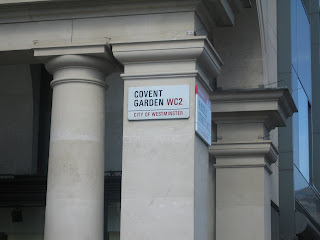 COVENT
GARDEN WC2
CITY OF WESTMINSTER